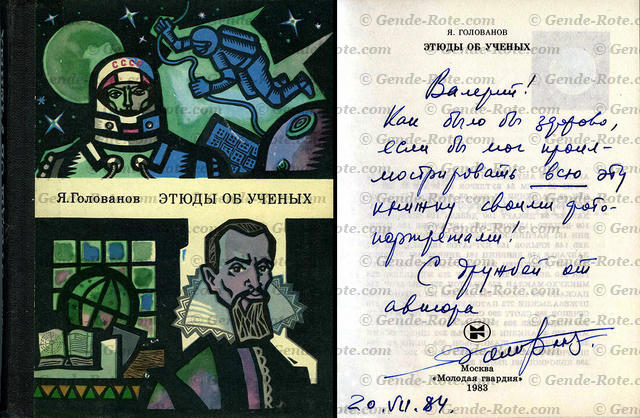 СССР
Я.Голованов ЭТЮДЫ ОБ УЧЕНЫХ
© Gende-Rote.com
Я. ГОЛОВАНОВ
ЭТЮДЫ ОБ УЧЕНЫХ
Валерий!
Как было бы здорово,
если бы мог проил-
люстрировать всю эту
книжку своими фото-
портретами!
С дружбой от
автора
Москва
«Молодая гвардия»
1983
20.VII.84.